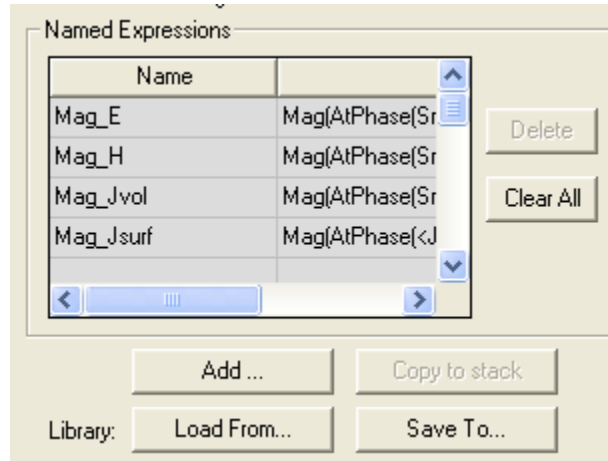 Named Expressions
Name
Mag_E Mag(AtPhase(Sr
Mag_H Mag(AtPhase(Sr
Mag_Jvol Mag(AtPhase(Sr
Mag_Jsurf Mag(AtPhase(<J
Delete
Clear All
Add ... Copy to stack
Library: Load From... Save To...